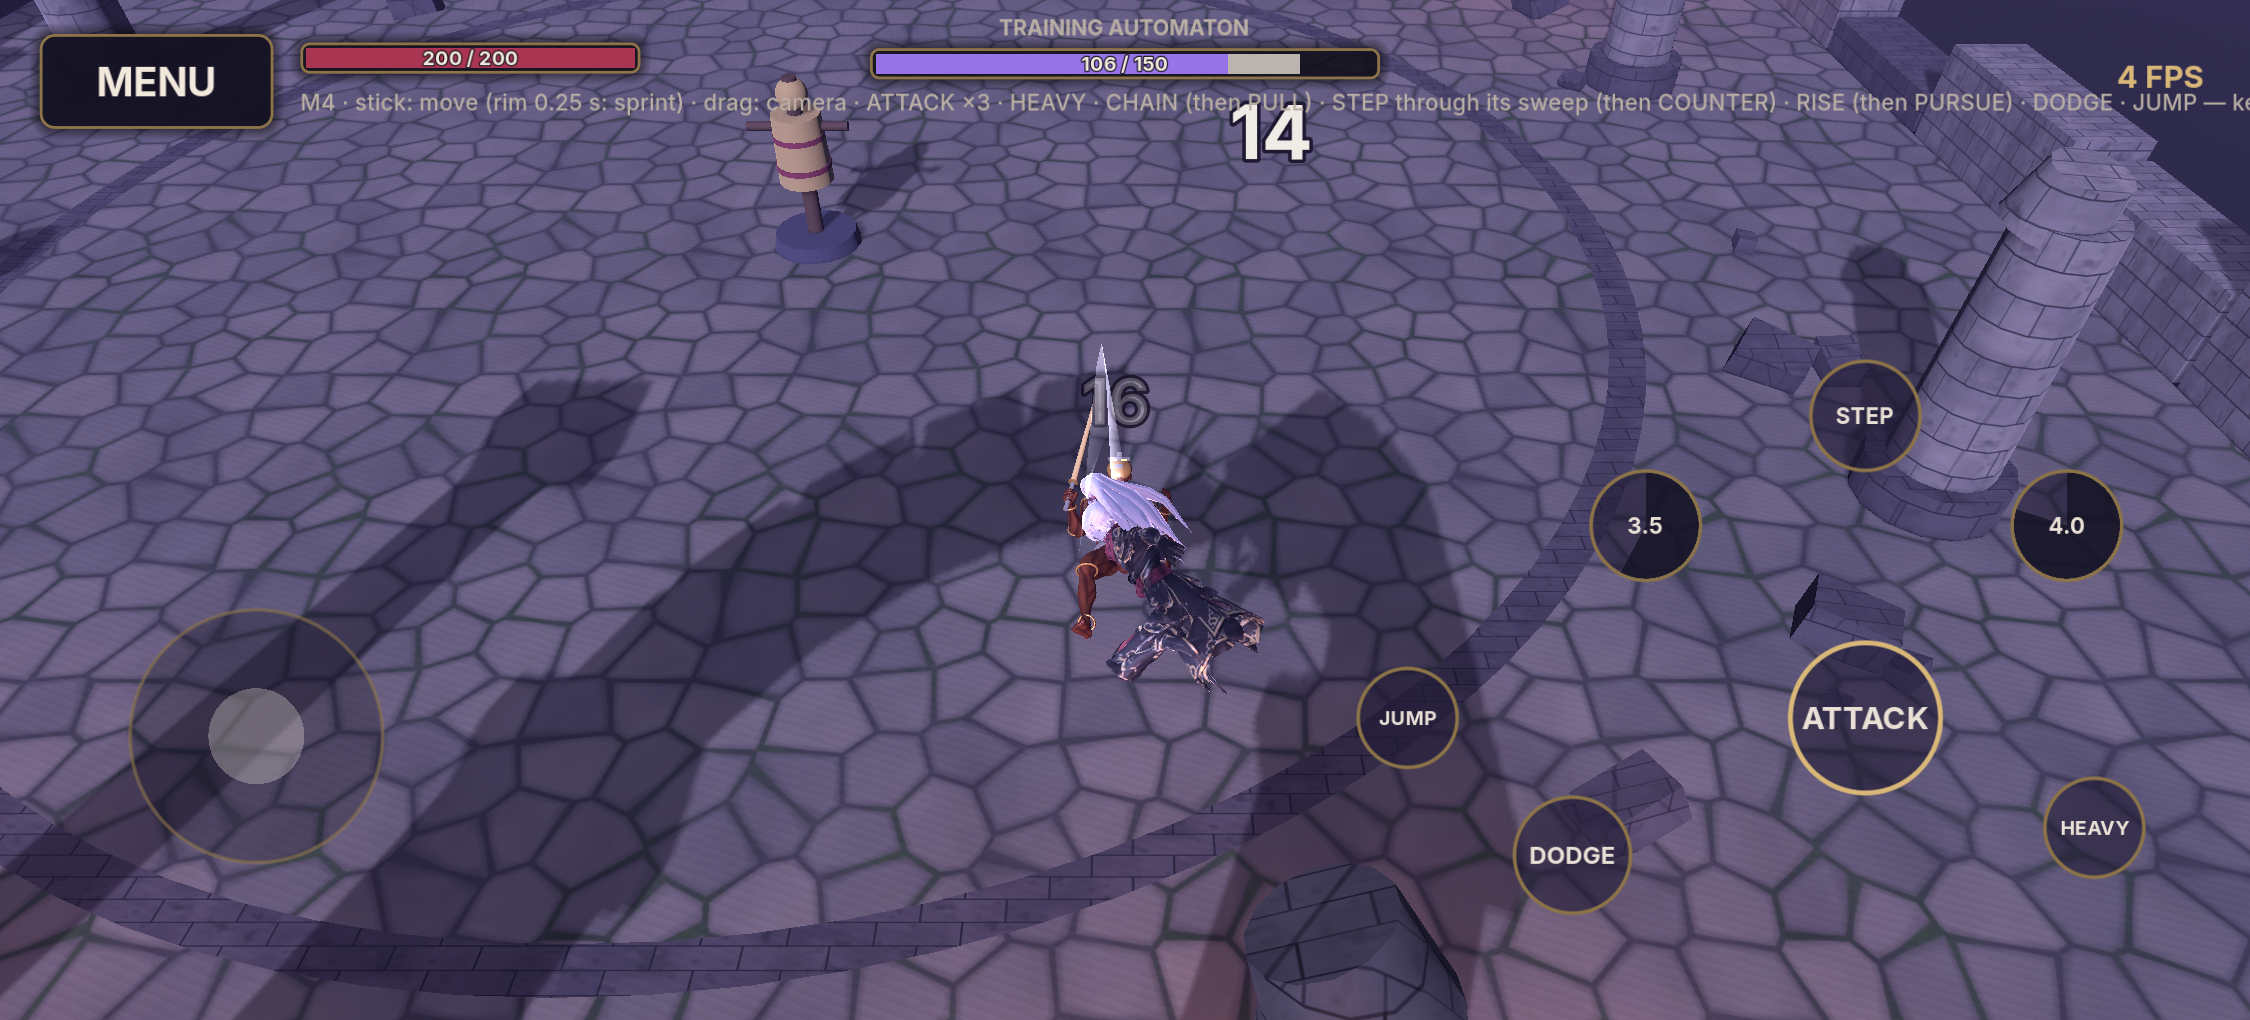 TRAINING AUTOMATON
MENU
200 / 200
106 / 150
4 FPS
M4 · stick: move (rim 0.25 s: sprint) · drag: camera · ATTACK ×3 · HEAVY · CHAIN (then PULL) · STEP through its sweep (then COUNTER) · RISE (then PURSUE) · DODGE · JUMP — ke
14
16
STEP
3.5
4.0
JUMP
ATTACK
HEAVY
DODGE